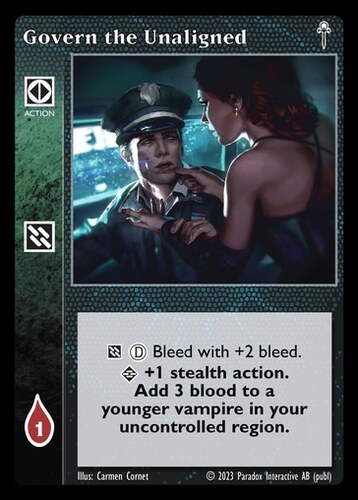 Govern the Unaligned
ACTION
D Bleed with +2 bleed.
+1 stealth action.
Add 3 blood to a
younger vampire in your
uncontrolled region.
1
Illus: Carmen Cornet © 2023 Paradox Interactive AB (publ)